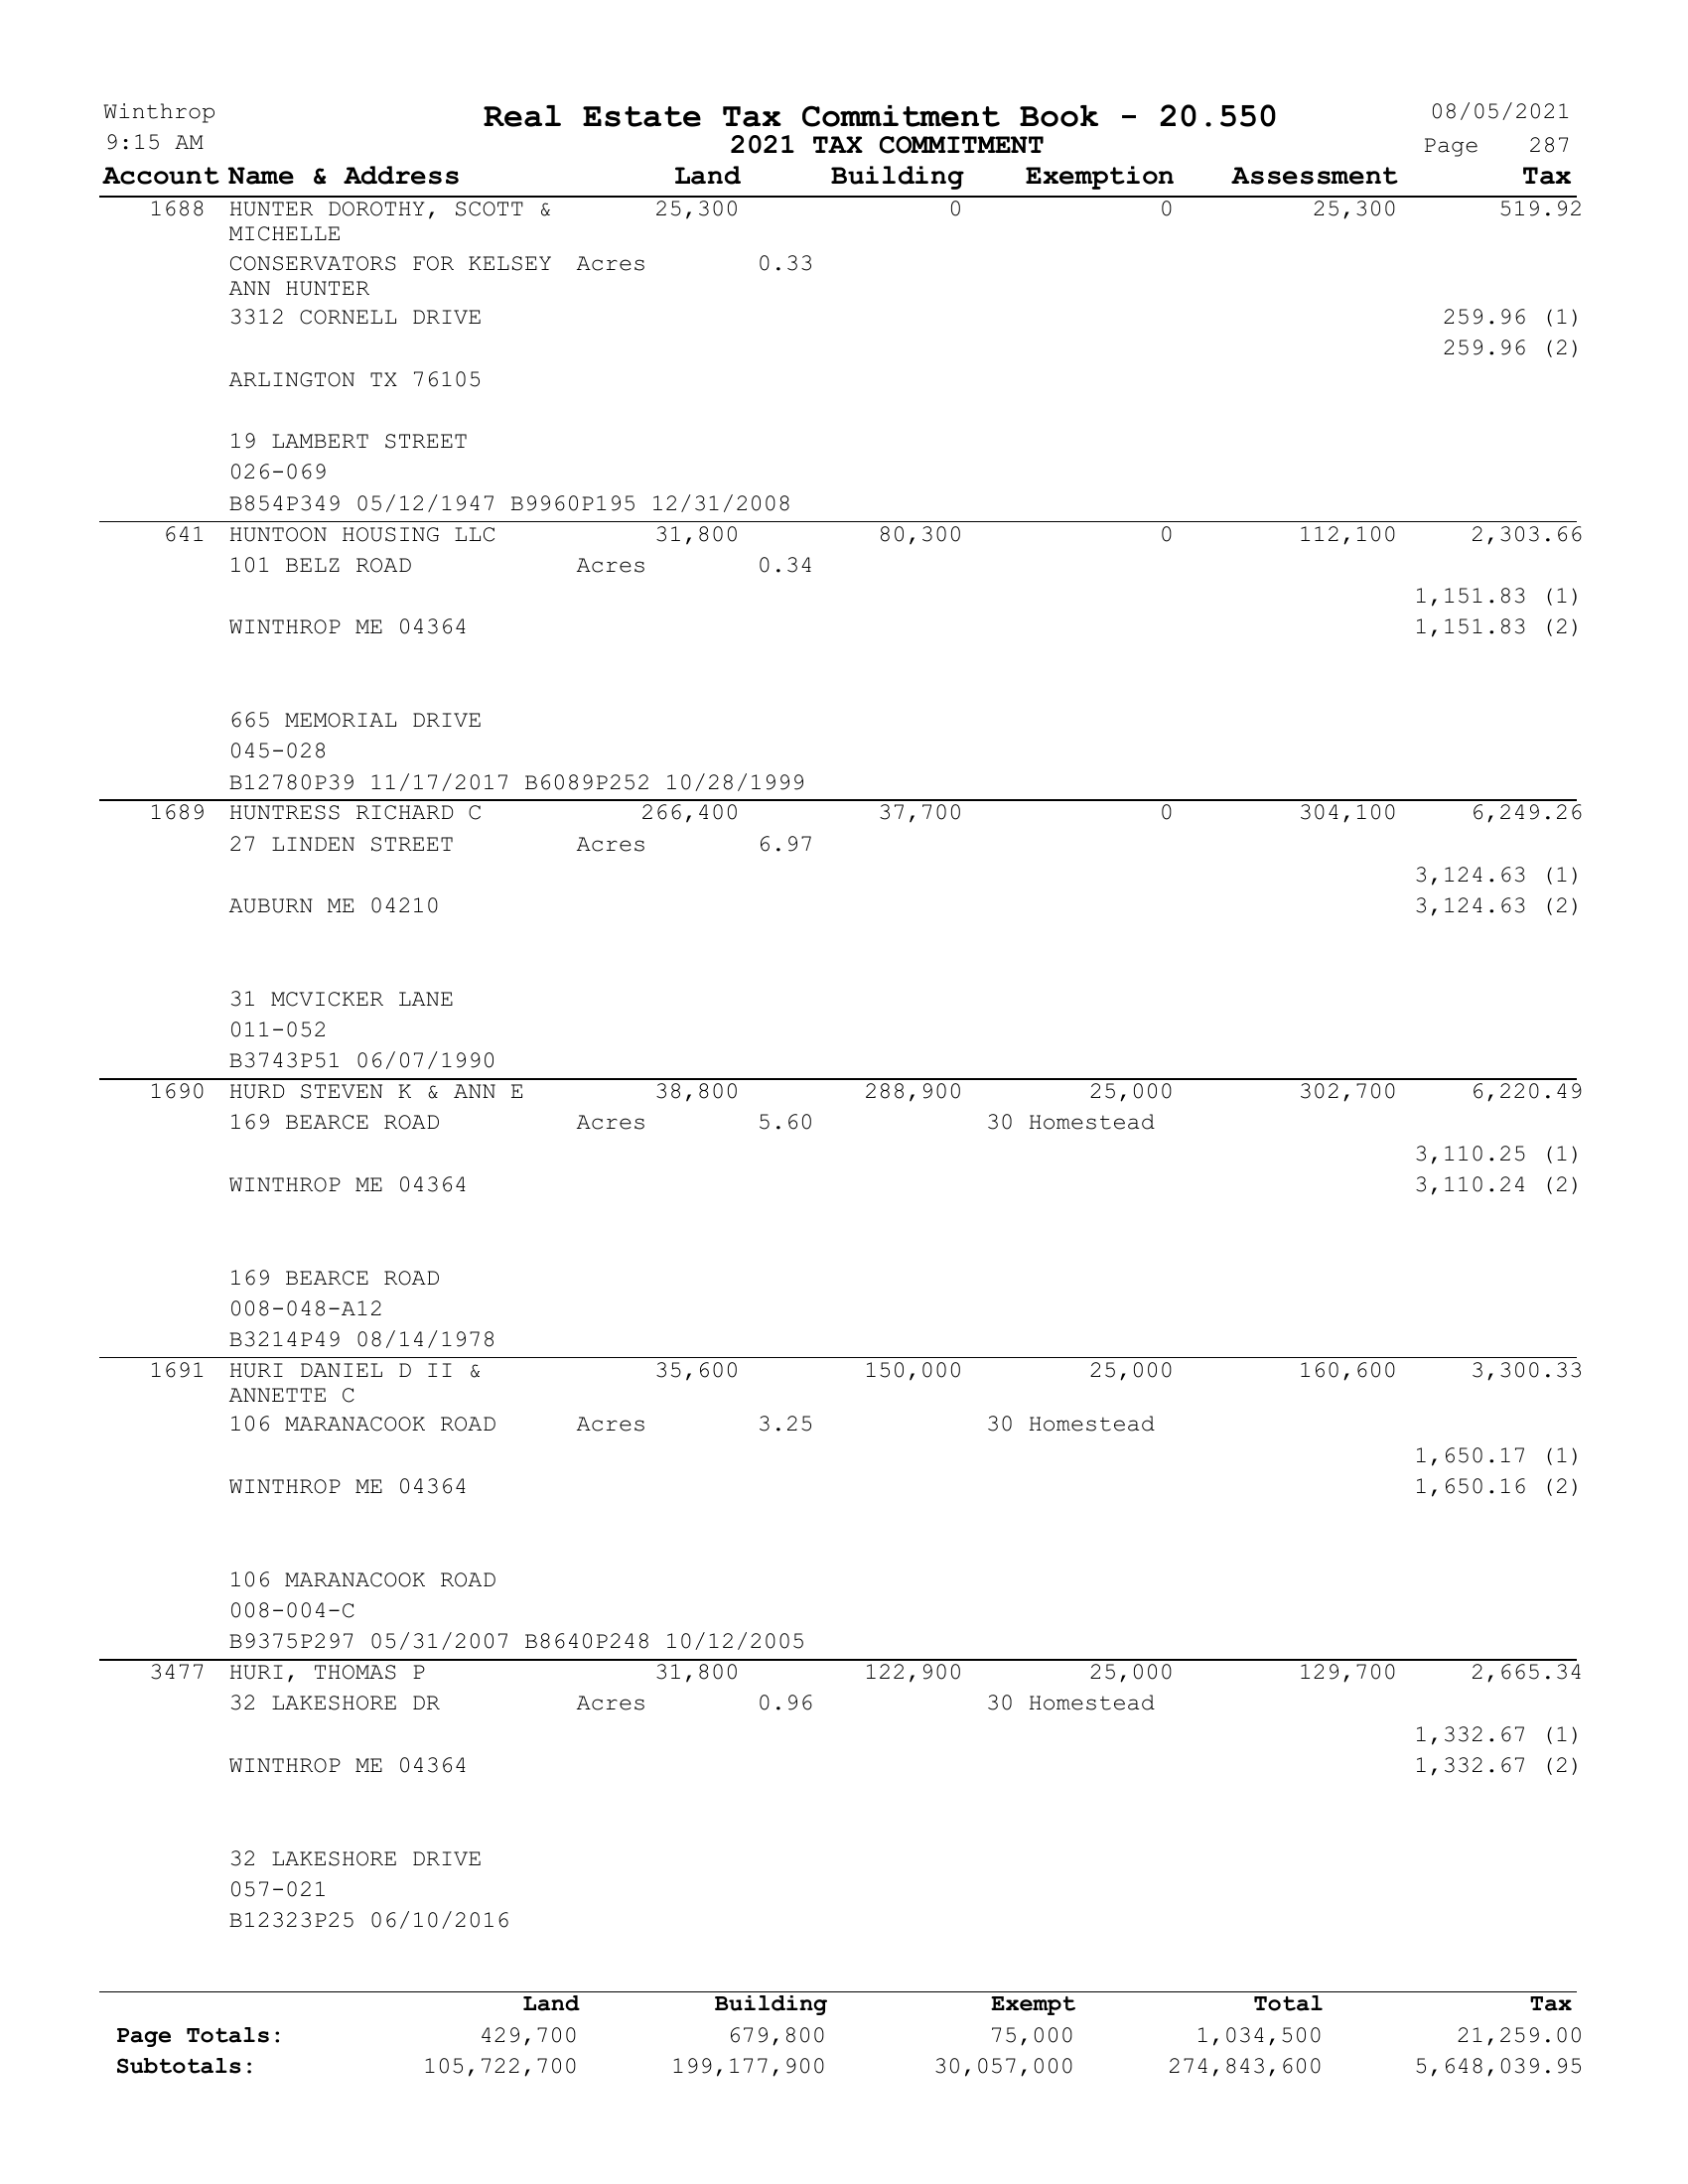 Winthrop Real Estate Tax Commitment Book - 20.550 08/05/2021
9:15 AM 2021 TAX COMMITMENT Page 287
Account Name & Address Land Building Exemption Assessment Tax
1688 HUNTER DOROTHY, SCOTT & 25,300 0 0 25,300 519.92
MICHELLE
CONSERVATORS FOR KELSEY Acres 0.33
ANN HUNTER
3312 CORNELL DRIVE 259.96 (1)
259.96 (2)
ARLINGTON TX 76105
19 LAMBERT STREET
026-069
B854P349 05/12/1947 B9960P195 12/31/2008
641 HUNTOON HOUSING LLC 31,800 80,300 0 112,100 2,303.66
101 BELZ ROAD Acres 0.34
1,151.83 (1)
WINTHROP ME 04364 1,151.83 (2)
665 MEMORIAL DRIVE
045-028
B12780P39 11/17/2017 B6089P252 10/28/1999
1689 HUNTRESS RICHARD C 266,400 37,700 0 304,100 6,249.26
27 LINDEN STREET Acres 6.97
3,124.63 (1)
AUBURN ME 04210 3,124.63 (2)
31 MCVICKER LANE
011-052
B3743P51 06/07/1990
1690 HURD STEVEN K & ANN E 38,800 288,900 25,000 302,700 6,220.49
169 BEARCE ROAD Acres 5.60 30 Homestead
3,110.25 (1)
WINTHROP ME 04364 3,110.24 (2)
169 BEARCE ROAD
008-048-A12
B3214P49 08/14/1978
1691 HURI DANIEL D II & 35,600 150,000 25,000 160,600 3,300.33
ANNETTE C
106 MARANACOOK ROAD Acres 3.25 30 Homestead
1,650.17 (1)
WINTHROP ME 04364 1,650.16 (2)
106 MARANACOOK ROAD
008-004-C
B9375P297 05/31/2007 B8640P248 10/12/2005
3477 HURI, THOMAS P 31,800 122,900 25,000 129,700 2,665.34
32 LAKESHORE DR Acres 0.96 30 Homestead
1,332.67 (1)
WINTHROP ME 04364 1,332.67 (2)
32 LAKESHORE DRIVE
057-021
B12323P25 06/10/2016
Land Building Exempt Total Tax
Page Totals: 429,700 679,800 75,000 1,034,500 21,259.00
Subtotals: 105,722,700 199,177,900 30,057,000 274,843,600 5,648,039.95